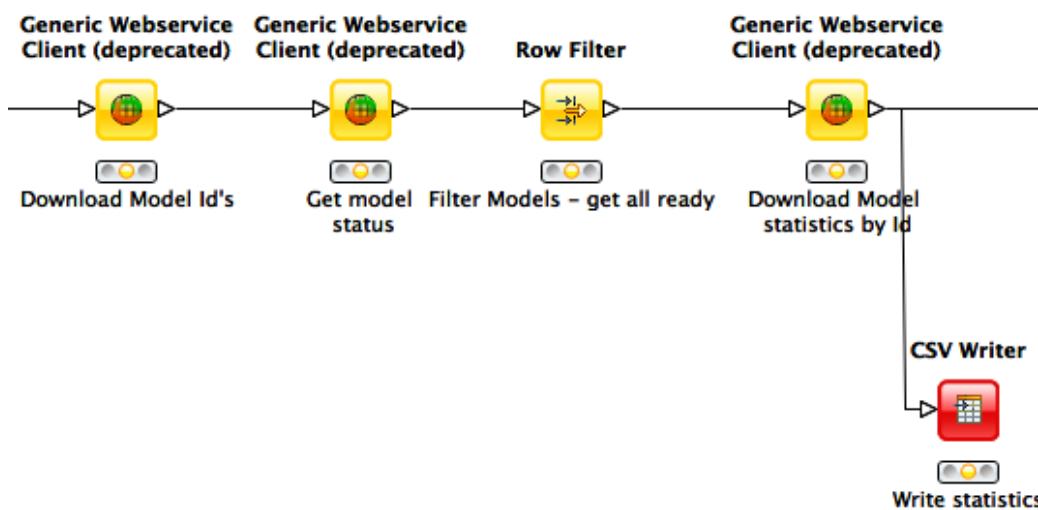 Generic Webservice
Client (deprecated)
Generic Webservice
Client (deprecated)
Row Filter
Generic Webservice
Client (deprecated)
Download Model Id's
Get model
status
Filter Models – get all ready
Download Model
statistics by Id
CSV Writer
Write statistics